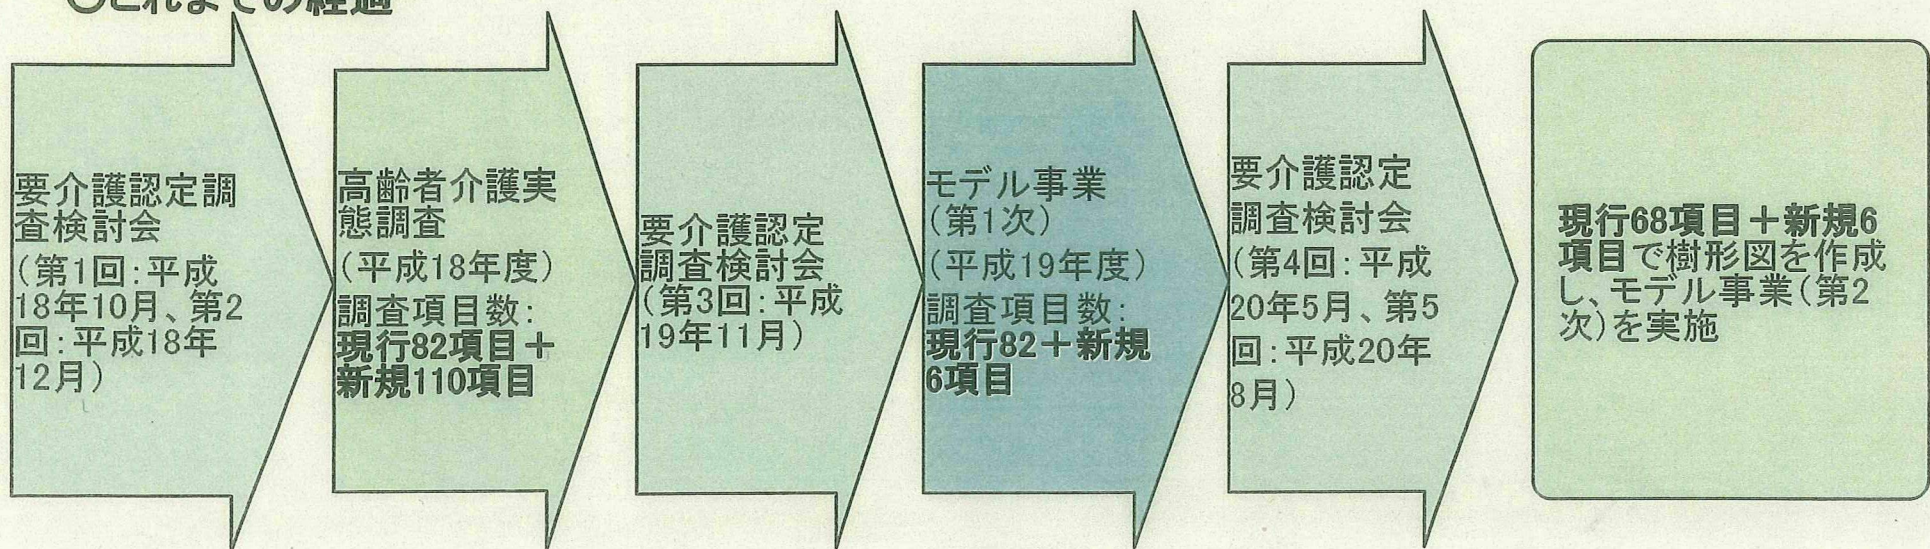 ○これまでの経過
要介護認定調
査検討会
(第1回:平成
18年10月、第2
回:平成18年
12月)
高齢者介護実
態調査
(平成18年度)
調査項目数:
現行82項目+
新規110項目
要介護認定
調査検討会
(第3回:平成
19年11月)
モデル事業
(第1次)
(平成19年度)
調査項目数:
現行82+新規
6項目
要介護認定
調査検討会
(第4回:平成
20年5月、第5
回:平成20年
8月)
現行68項目+新規6
項目で樹形図を作成
し、モデル事業(第2
次)を実施